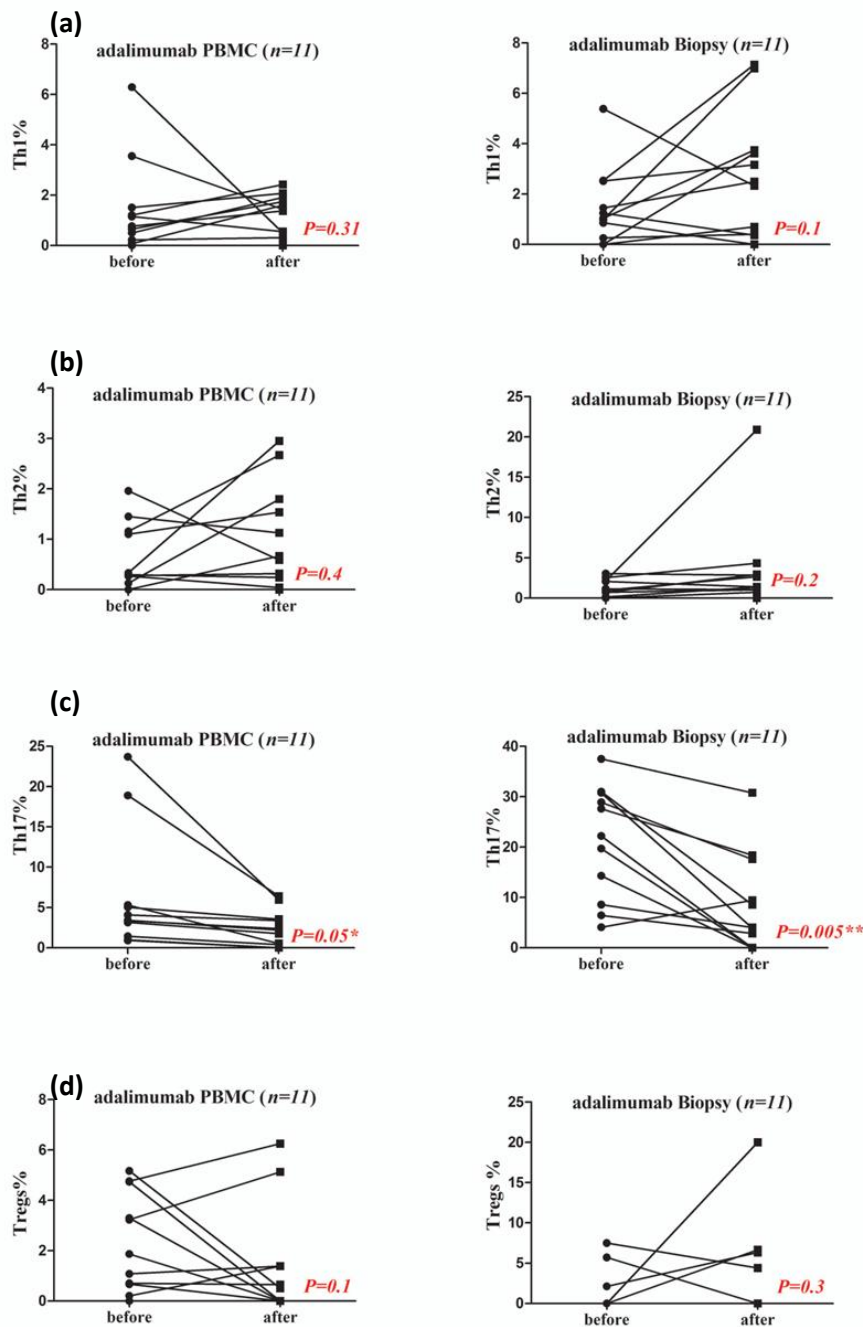 (a)
adalimumab PBMC (n=11)
adalimumab Biopsy (n=11)
8
6
4
2
0
Th1%
before
after
P=0.31
8
6
4
2
0
Th1%
before
after
P=0.1
(b)
adalimumab PBMC (n=11)
adalimumab Biopsy (n=11)
4
3
2
1
0
Th2%
before
after
P=0.4
25
20
15
10
5
0
Th2%
before
after
P=0.2
(c)
adalimumab PBMC (n=11)
adalimumab Biopsy (n=11)
25
20
15
10
5
0
Th17%
before
after
P=0.05*
40
30
20
10
0
Th17%
before
after
P=0.005**
(d)
adalimumab PBMC (n=11)
adalimumab Biopsy (n=11)
8
6
4
2
0
Tregs%
before
after
P=0.1
25
20
15
10
5
0
Tregs %
before
after
P=0.3